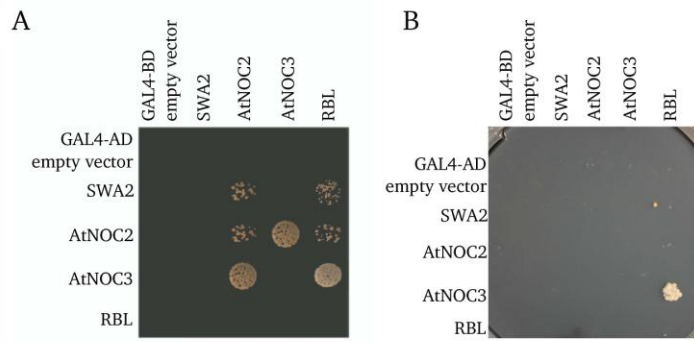 A
GAL4-BD
empty vector
SWA2
AtNOC2
AtNOC3
RBL
GAL4-AD
empty vector
SWA2
AtNOC2
AtNOC3
RBL
B
GAL4-BD
empty vector
SWA2
AtNOC2
AtNOC3
RBL
GAL4-AD
empty vector
SWA2
AtNOC2
AtNOC3
RBL